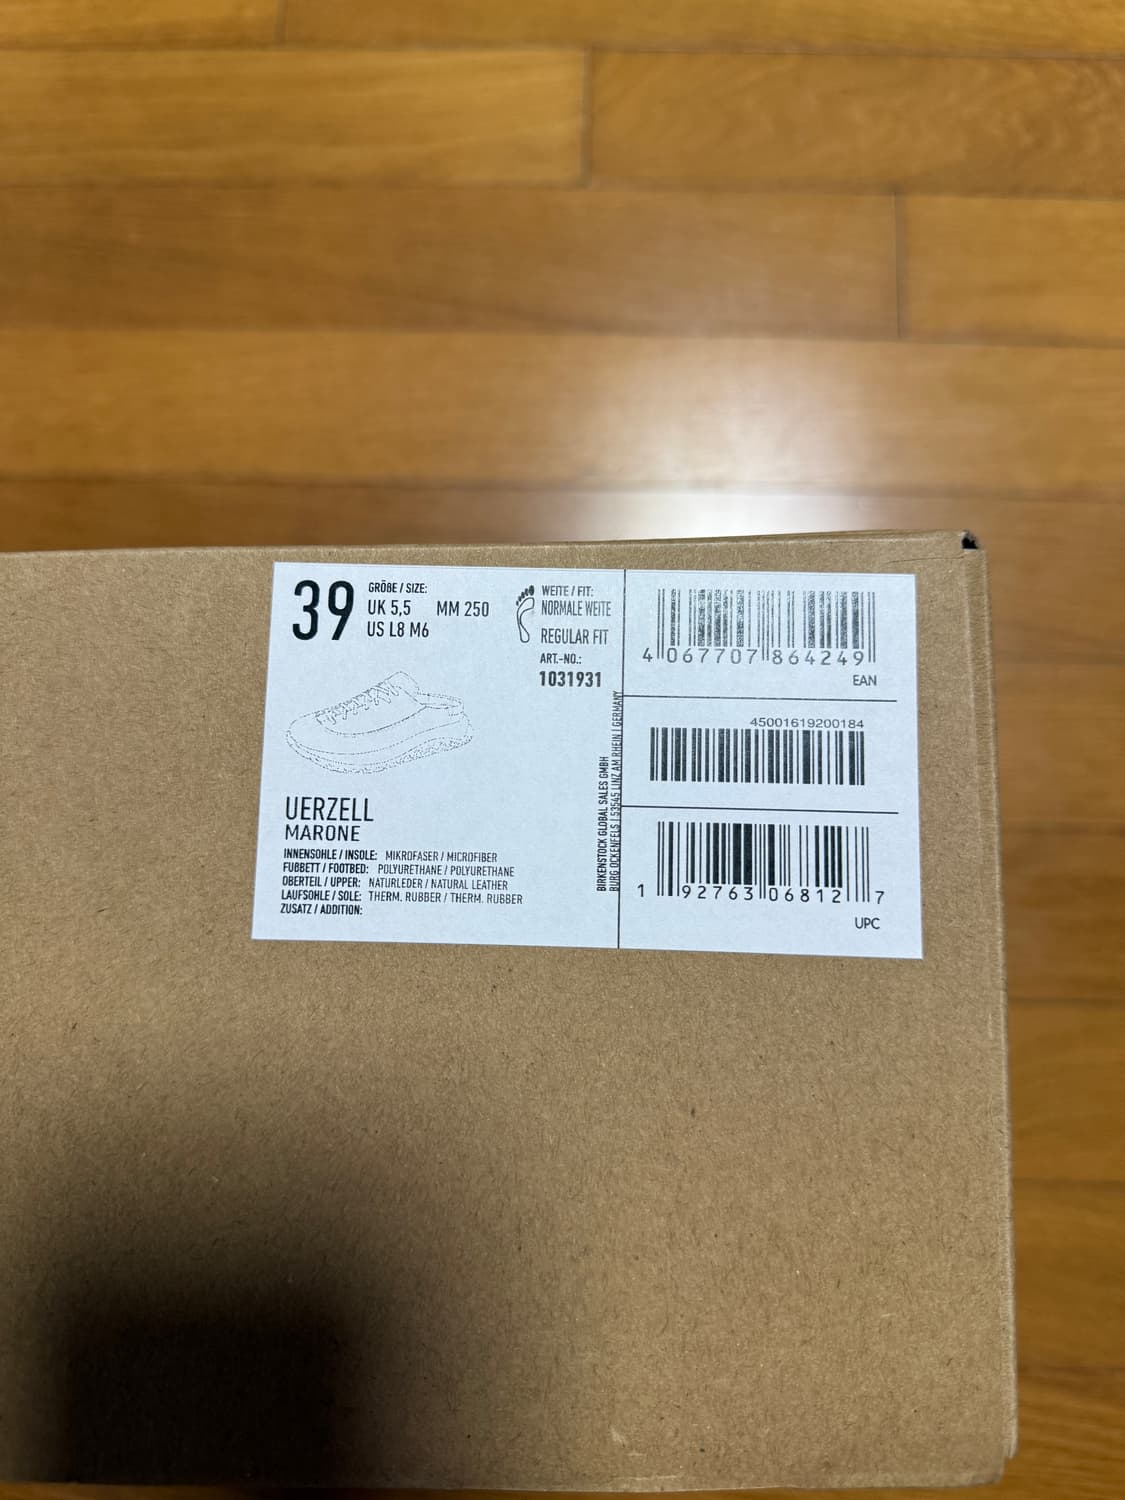 39
GRÖßE / SIZE:
UK 5,5 MM 250
US L8 M6
WEITE / FIT:
NORMALE WEITE
REGULAR FIT
ART.-NO.:
1031931
UERZELL
MARONE
INNENSOHLE / INSOLE: MIKROFASER / MICROFIBER
FUßBETT / FOOTBED: POLYURETHANE / POLYURETHANE
OBERTEIL / UPPER: NATURLEDER / NATURAL LEATHER
LAUFSOHLE / SOLE: THERM. RUBBER / THERM. RUBBER
ZUSATZ / ADDITION:
BIRKENSTOCK GLOBAL SALES GMBH
BURG OCKENFELS | 53545 LINZ AM RHEIN | GERMANY
4 067707 864249
EAN
45001619200184
1 92763 06812 7
UPC